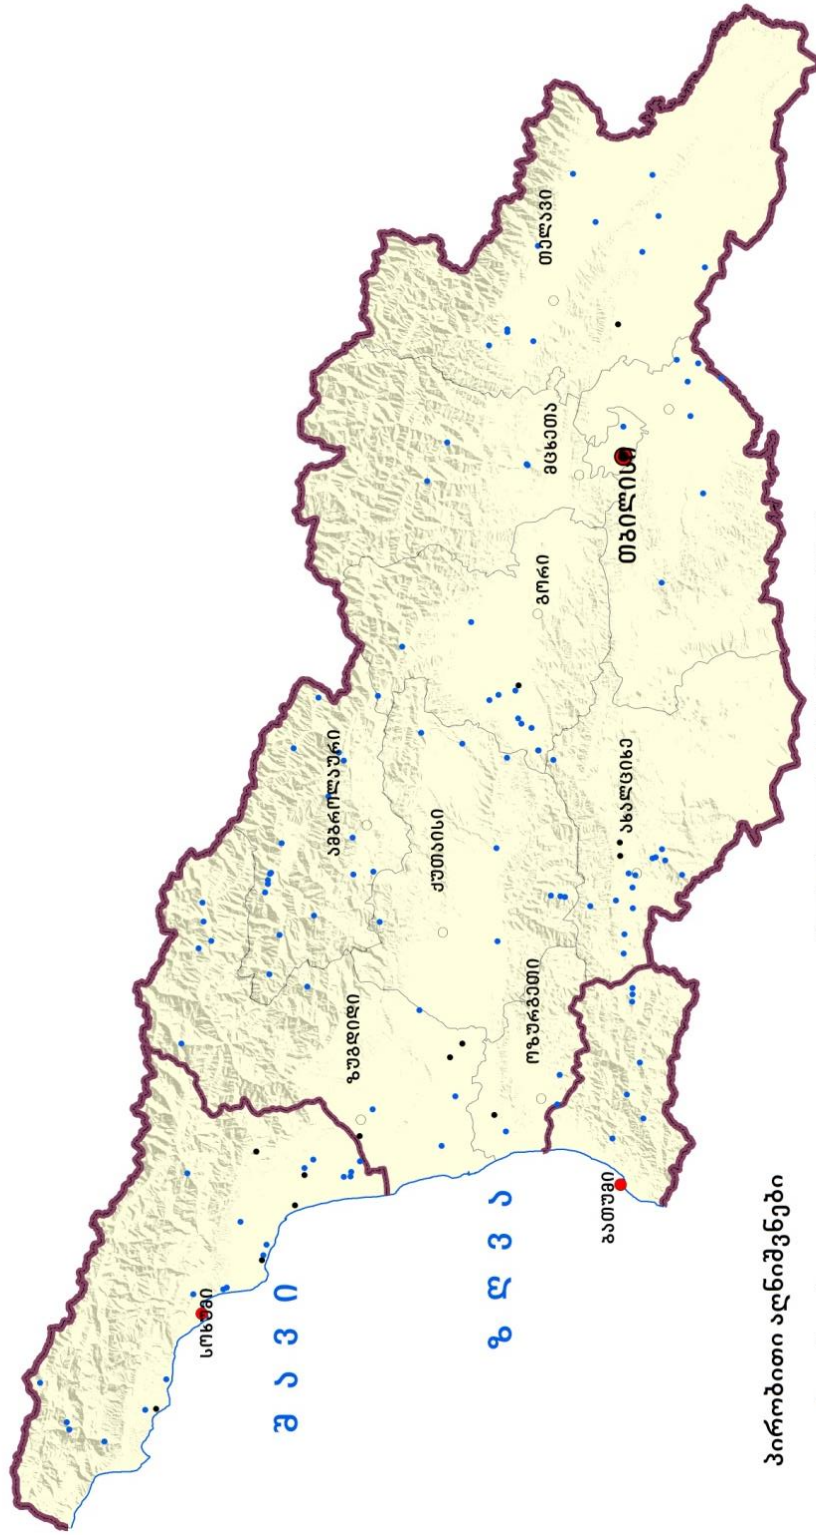 სოხუმი
შავი
ზღვა
ზუგდიდი
ამბროლაური
ქუთაისი
ოზურგეთი
ბათუმი
ახალციხე
გორი
მცხეთა
თბილისი
თელავი
პირობითი აღნიშვნები